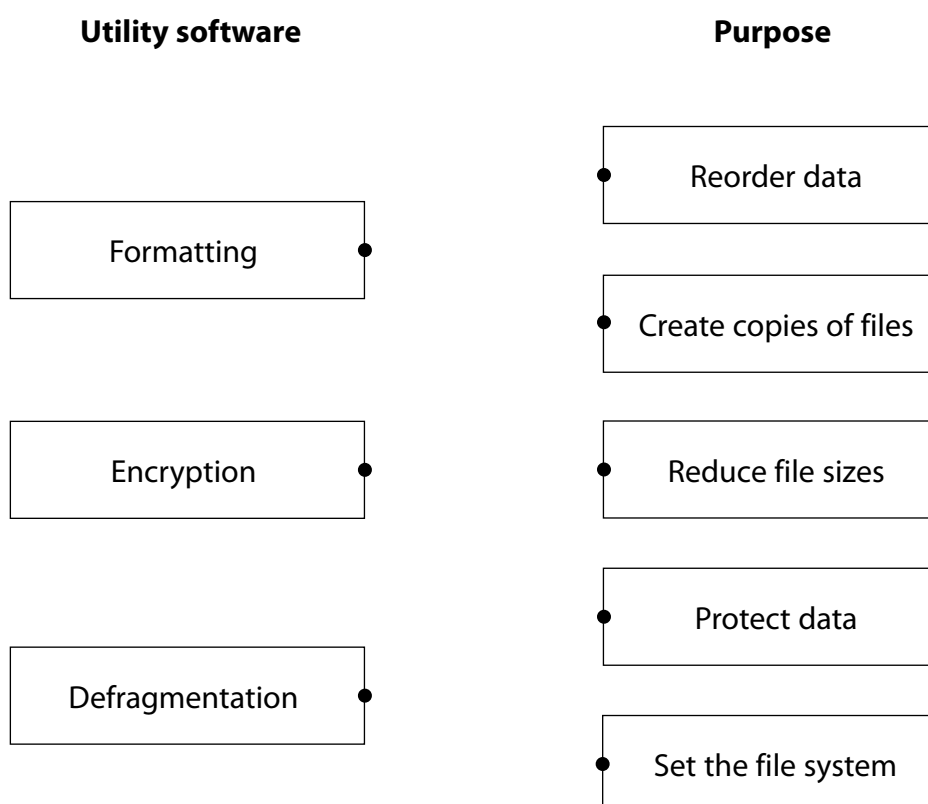 Utility software
Purpose
Reorder data
Formatting
Create copies of files
Encryption
Reduce file sizes
Protect data
Defragmentation
Set the file system